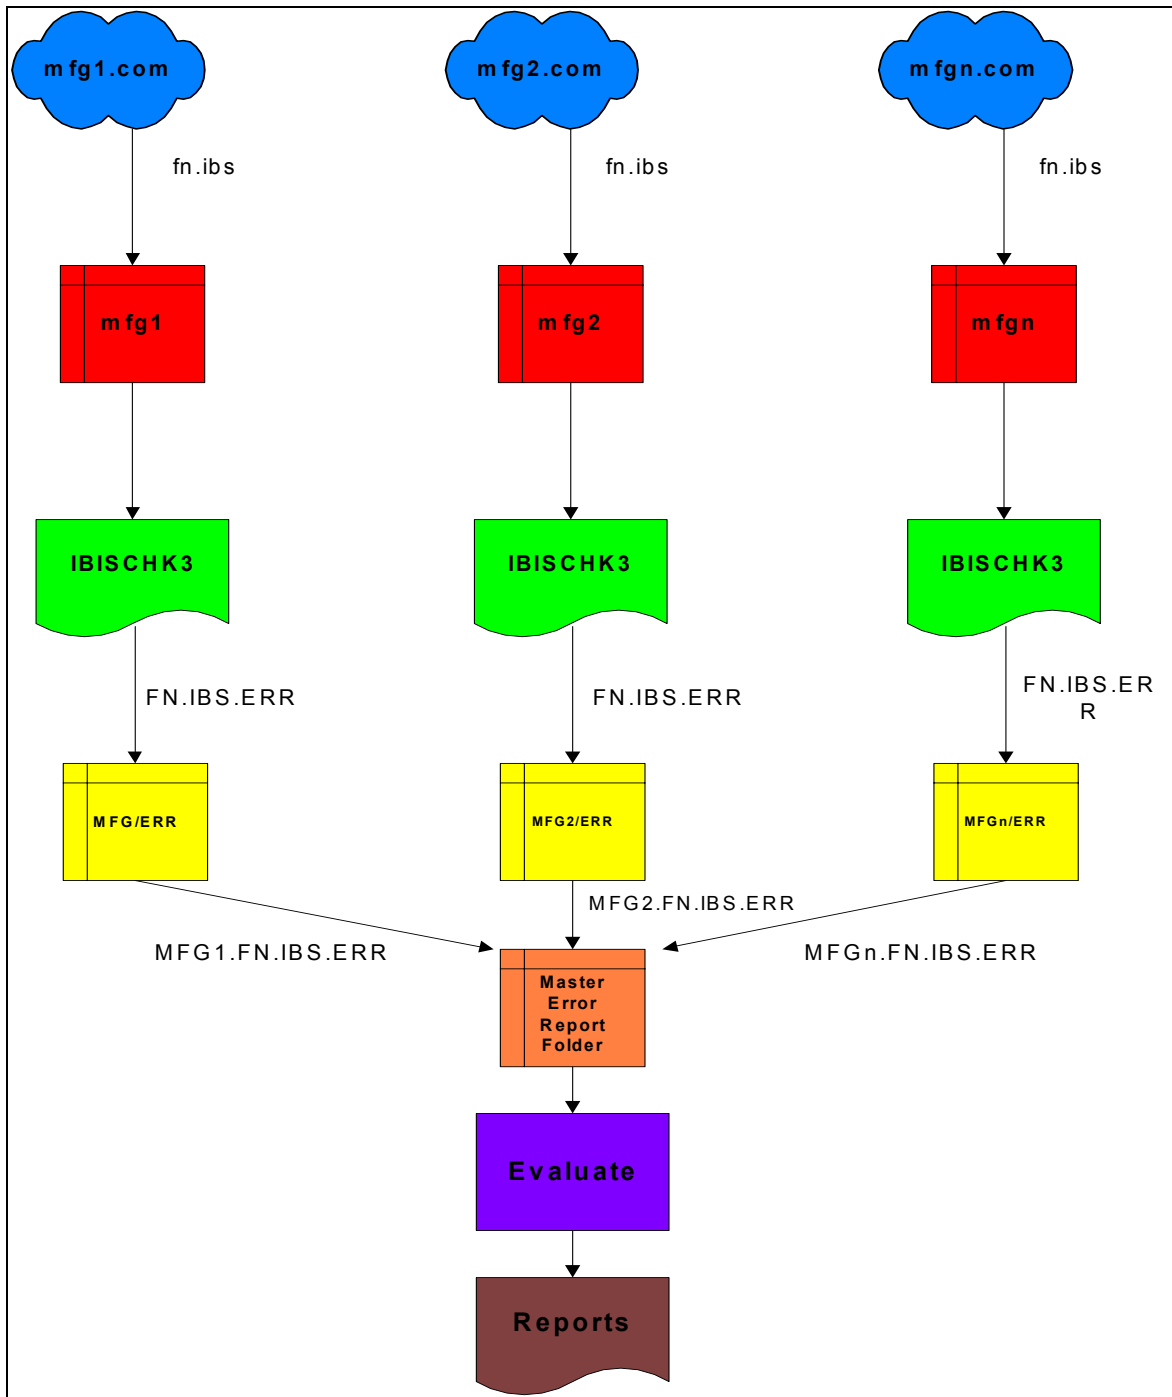 mfg1.com
mfg2.com
mfgn.com
fn.ibs
fn.ibs
fn.ibs
mfg1
mfg2
mfgn
IBISCHK3
IBISCHK3
IBISCHK3
FN.IBS.ERR
FN.IBS.ERR
FN.IBS.ER
R
MFG/ERR
MFG2/ERR
MFGn/ERR
MFG2.FN.IBS.ERR
MFG1.FN.IBS.ERR
MFGn.FN.IBS.ERR
Master
Error
Report
Folder
Evaluate
Reports